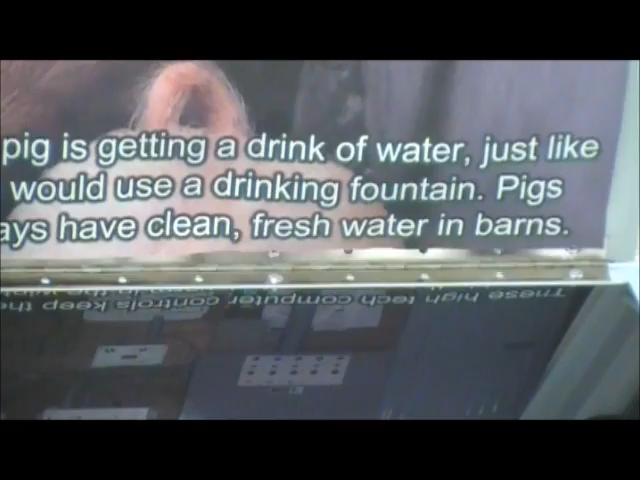 pig is getting a drink of water, just like
would use a drinking fountain. Pigs
ays have clean, fresh water in barns.
These high tech computer controls keep the